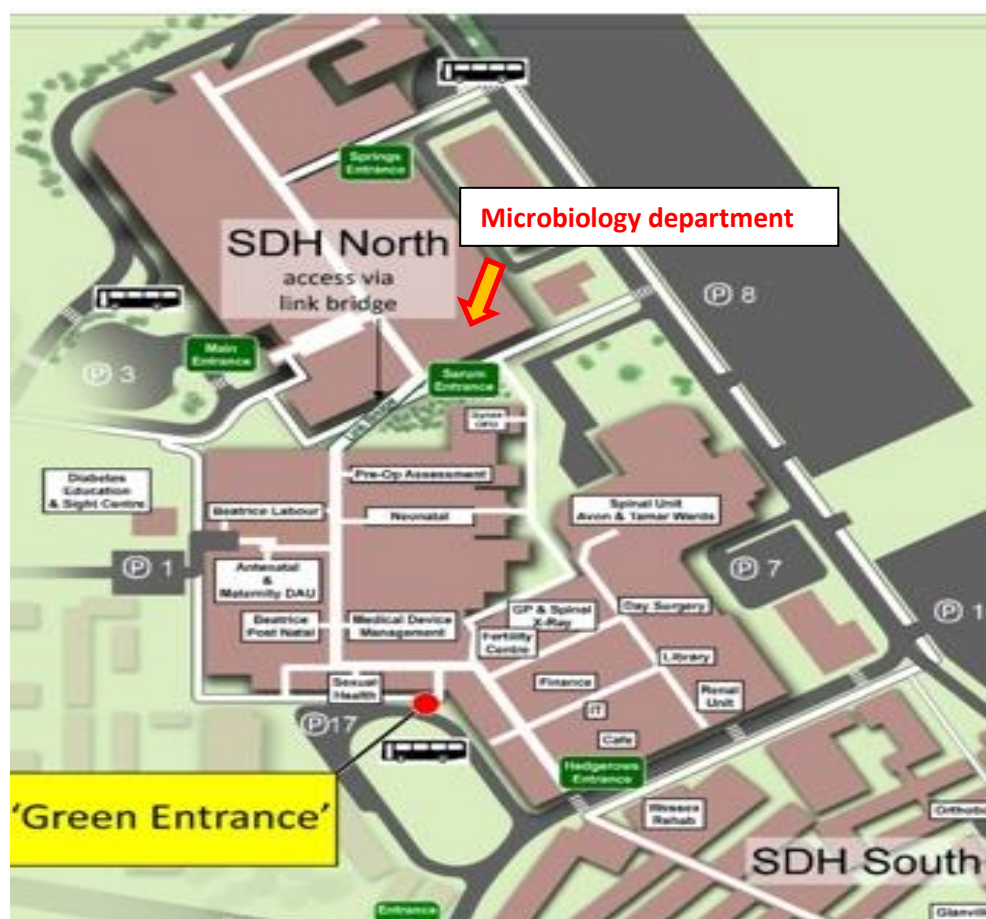 Springs
Entrance
Microbiology department
SDH North
access via
link bridge
P 8
Main
Entrance
P 3
Sarum
Entrance
Link Bridge
Gynae
OPD
Diabetes
Education
& Sight Centre
Pre-Op Assessment
Beatrice Labour
Neonatal
Spinal Unit
Avon & Tamar Wards
P 1
Antenatal
&
Maternity DAU
P 7
Beatrice
Post Natal
Medical Device
Management
GP & Spinal
X-Ray
Day Surgery
Fertility
Centre
Library
Sexual
Health
Finance
Renal
Unit
IT
P 17
Cafe
Hedgerows
Entrance
'Green Entrance'
Wessex
Rehab
SDH South
Entrance